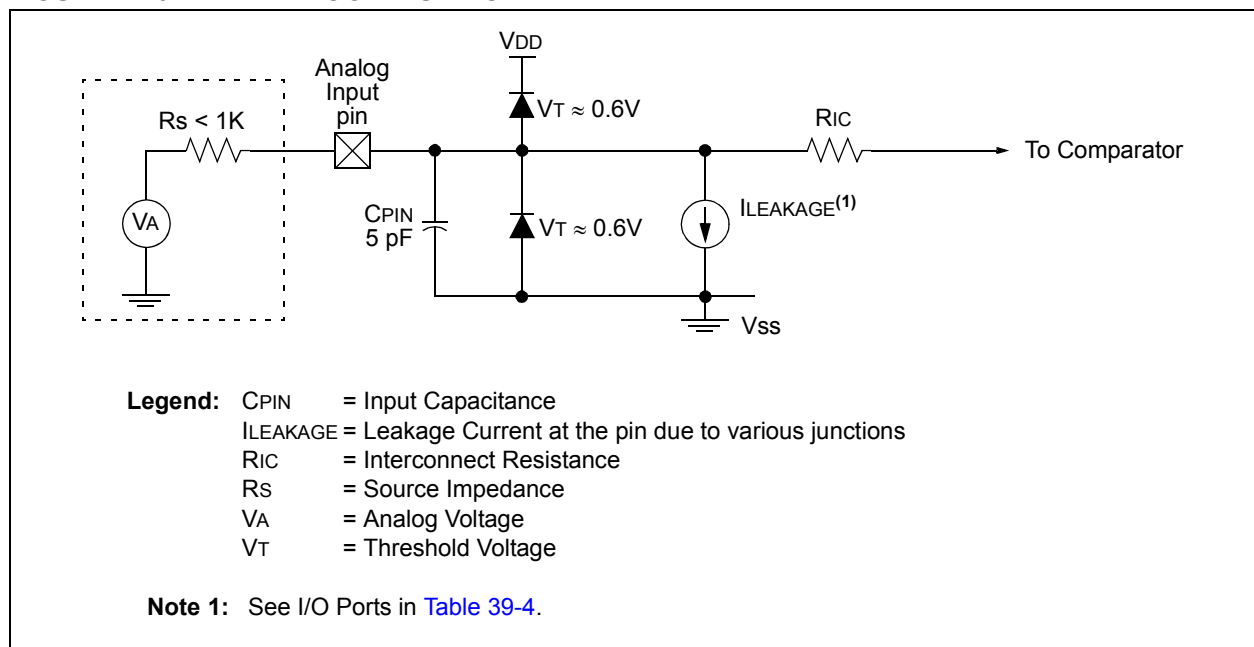 VDD
Analog
Input
pin
VT ≈ 0.6V
Rs < 1K
RIC
To Comparator
VA
CPIN
5 pF
VT ≈ 0.6V
ILEAKAGE(1)
Vss
Legend: CPIN = Input Capacitance
ILEAKAGE = Leakage Current at the pin due to various junctions
RIC = Interconnect Resistance
RS = Source Impedance
VA = Analog Voltage
VT = Threshold Voltage
Note 1: See I/O Ports in Table 39-4.